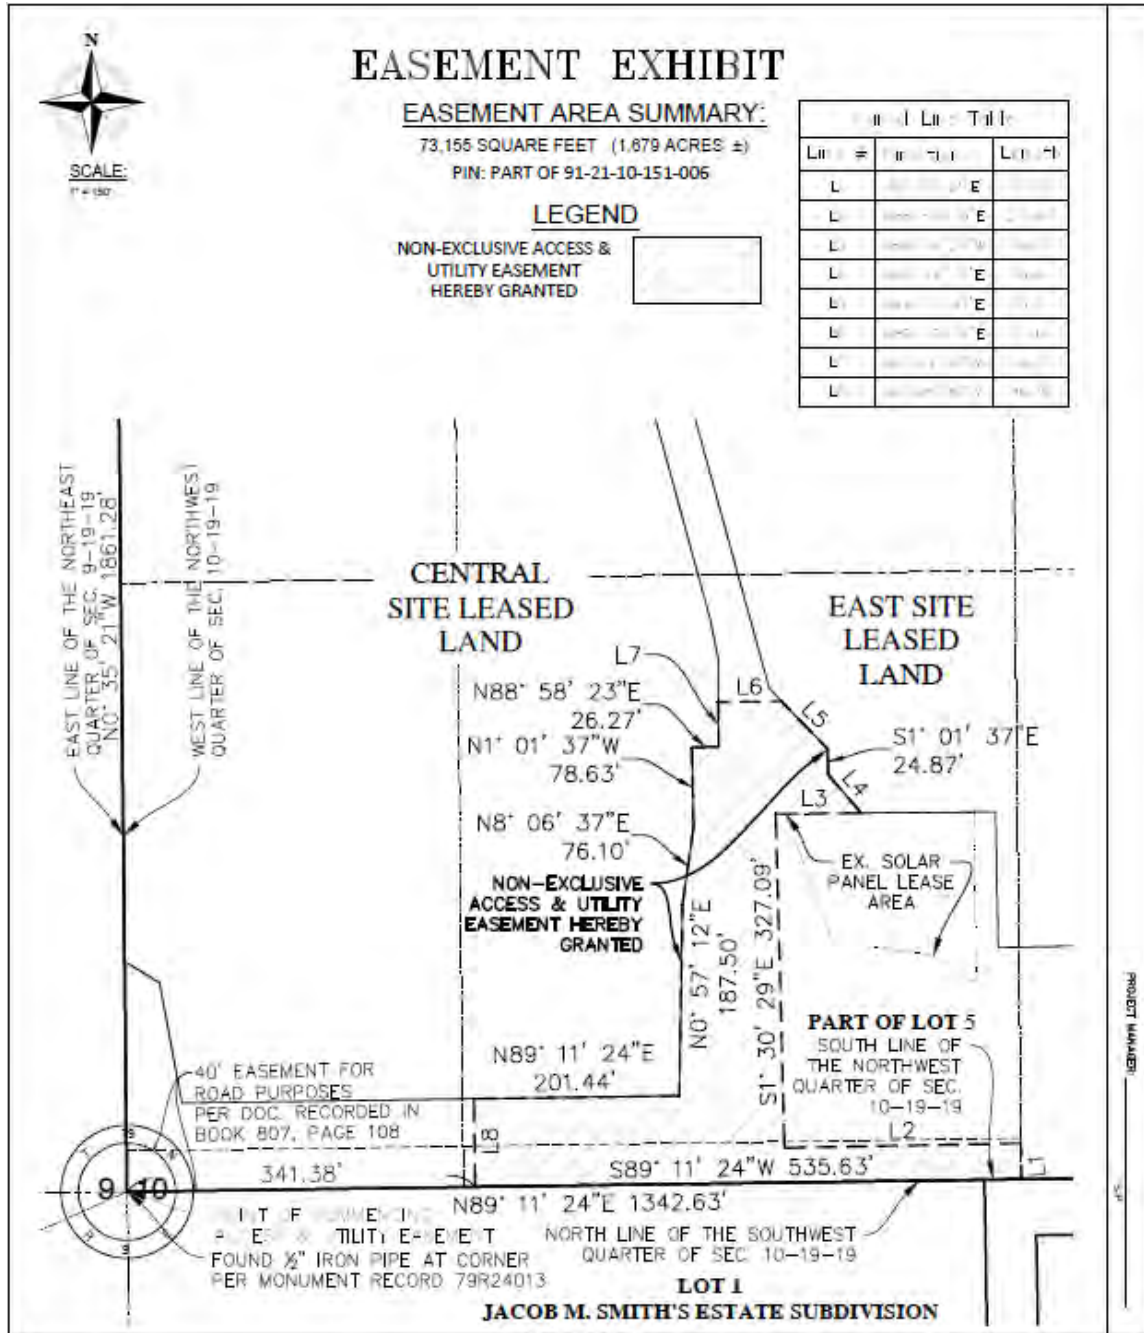 N
EASEMENT EXHIBIT
EASEMENT AREA SUMMARY:
73,155 SQUARE FEET (1.679 ACRES ±)
PIN: PART OF 91-21-10-151-006
SCALE:
LEGEND
NON-EXCLUSIVE ACCESS &
UTILITY EASEMENT
HEREBY GRANTED
Line #
Length
E
E
E
E
E
EAST LINE OF THE NORTHEAST
QUARTER OF SEC. 9-19-19
N0° 35' 21"W 1861.28'
WEST LINE OF THE NORTHWEST
QUARTER OF SEC. 10-19-19
CENTRAL
SITE LEASED
LAND
EAST SITE
LEASED
LAND
L7
L6
L5
N88° 58' 23"E
26.27'
N1° 01' 37"W
78.63'
S1° 01' 37"E
24.87'
L4
L3
N8° 06' 37"E
76.10'
EX. SOLAR
PANEL LEASE
AREA
NON-EXCLUSIVE
ACCESS & UTILITY
EASEMENT HEREBY
GRANTED
N0° 57' 12"E
187.50'
S1° 30' 29"E 327.09'
PART OF LOT 5
SOUTH LINE OF
THE NORTHWEST
QUARTER OF SEC.
10-19-19
N89° 11' 24"E
201.44'
40' EASEMENT FOR
ROAD PURPOSES
PER DOC. RECORDED IN
BOOK 807, PAGE 108
L8
L2
L1
9 10
341.38'
S89° 11' 24"W 535.63'
N89° 11' 24"E 1342.63'
OF
UTILITY EASEMENT
FOUND ½" IRON PIPE AT CORNER
PER MONUMENT RECORD 79R24013
NORTH LINE OF THE SOUTHWEST
QUARTER OF SEC 10-19-19
LOT 1
JACOB M. SMITH'S ESTATE SUBDIVISION
PROJECT MANAGER: